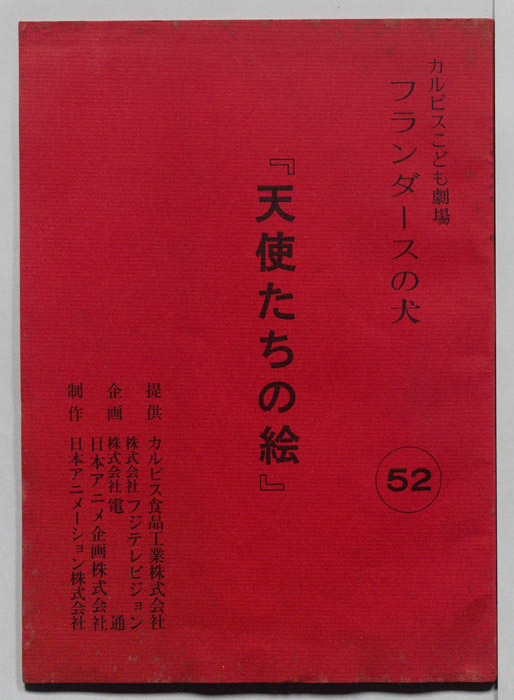 カルピスこども劇場
フランダースの犬
52
『天使たちの絵』
提供 カルピス食品工業株式会社
株式会社フジテレビジョン
企画 株式会社電通
日本アニメ企画株式会社
制作 日本アニメーション株式会社